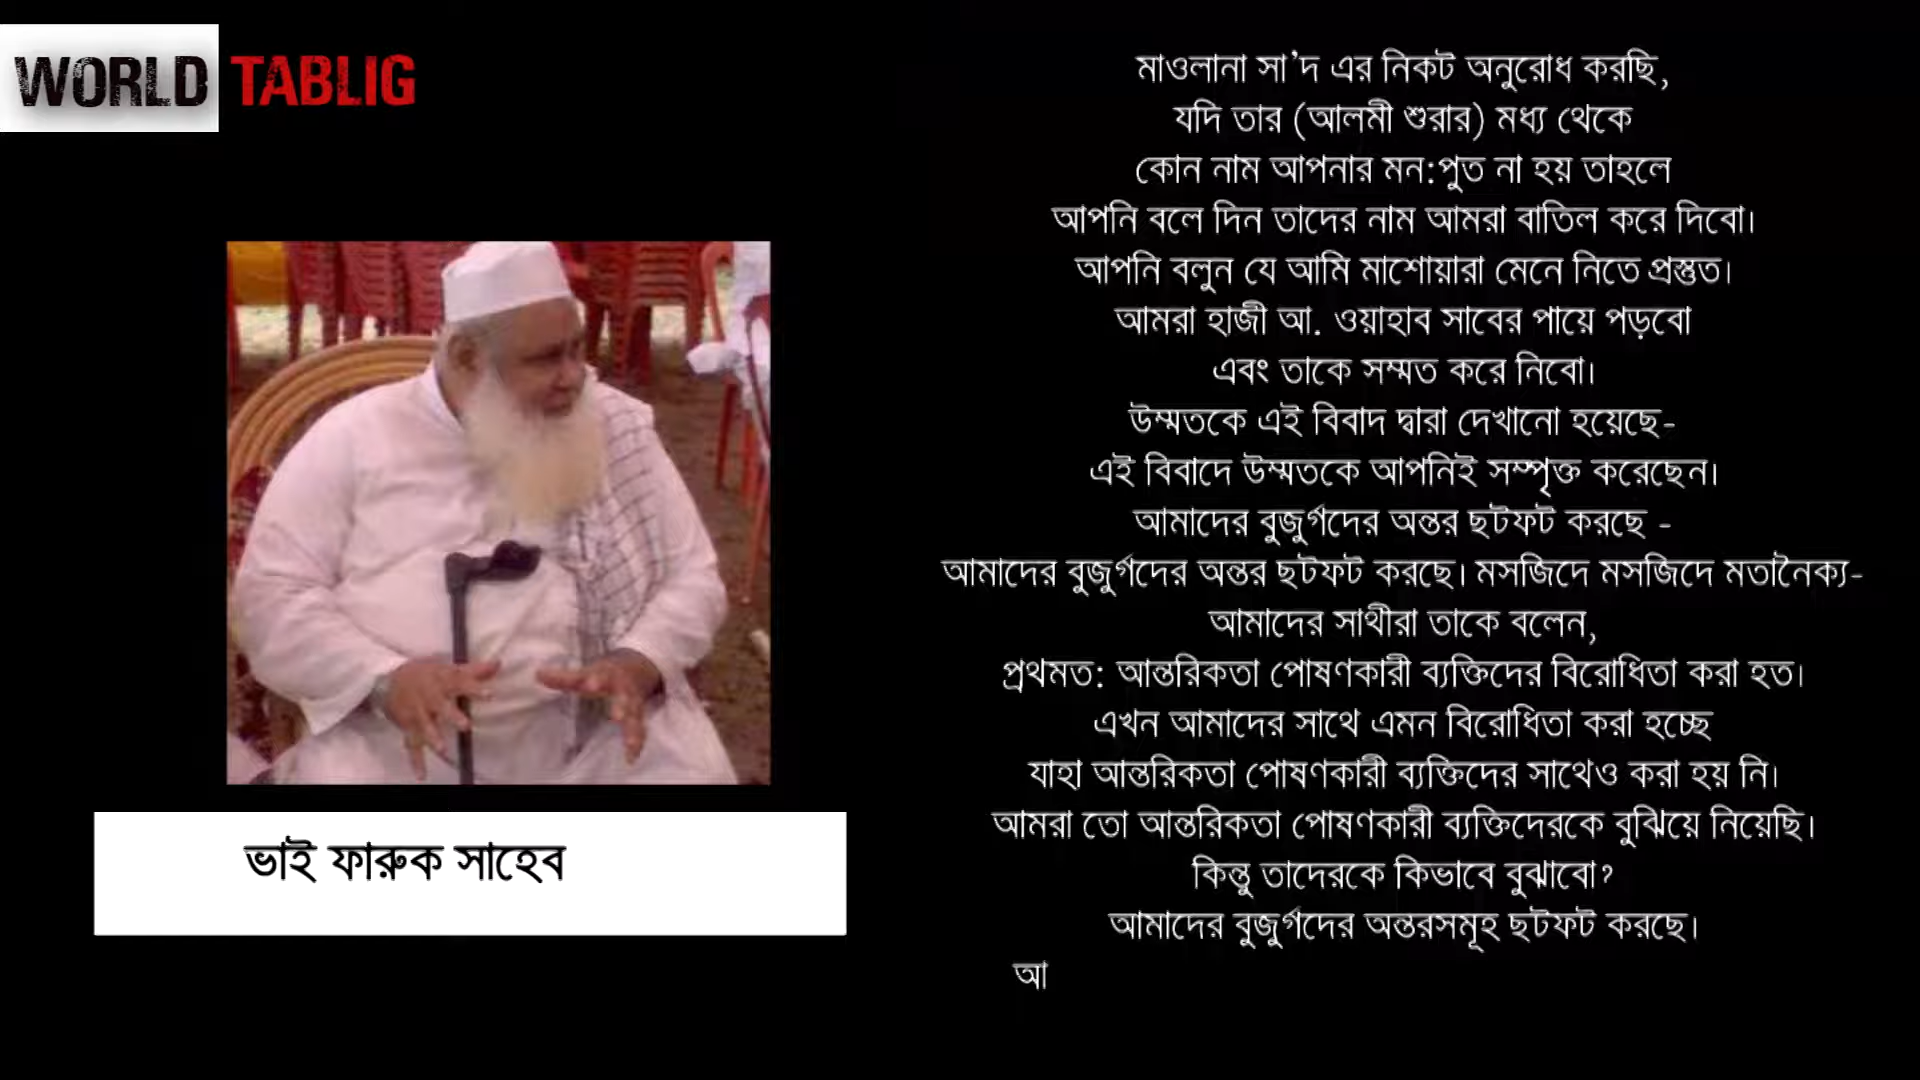 WORLD TABLIG
মাওলানা সা'দ এর নিকট অনুরোধ করছি,
যদি তার (আলমী শুরার) মধ্য থেকে
কোন নাম আপনার মন:পুত না হয় তাহলে
আপনি বলে দিন তাদের নাম আমরা বাতিল করে দিবো।
আপনি বলুন যে আমি মাশোয়ারা মেনে নিতে প্রস্তুত।
আমরা হাজী আ. ওয়াহাব সাবের পায়ে পড়বো
এবং তাকে সম্মত করে নিবো।
উম্মতকে এই বিবাদ দ্বারা দেখানো হয়েছে-
এই বিবাদে উম্মতকে আপনিই সম্পৃক্ত করেছেন।
আমাদের বুজুর্গদের অন্তর ছটফট করছে -
আমাদের বুজুর্গদের অন্তর ছটফট করছে। মসজিদে মসজিদে মতানৈক্য-
আমাদের সাথীরা তাকে বলেন,
প্রথমত: আন্তরিকতা পোষণকারী ব্যক্তিদের বিরোধিতা করা হত।
এখন আমাদের সাথে এমন বিরোধিতা করা হচ্ছে
যাহা আন্তরিকতা পোষণকারী ব্যক্তিদের সাথেও করা হয় নি।
আমরা তো আন্তরিকতা পোষণকারী ব্যক্তিদেরকে বুঝিয়ে নিয়েছি।
কিন্তু তাদেরকে কিভাবে বুঝাবো?
আমাদের বুজুর্গদের অন্তরসমূহ ছটফট করছে।
আ
ভাই ফারুক সাহেব